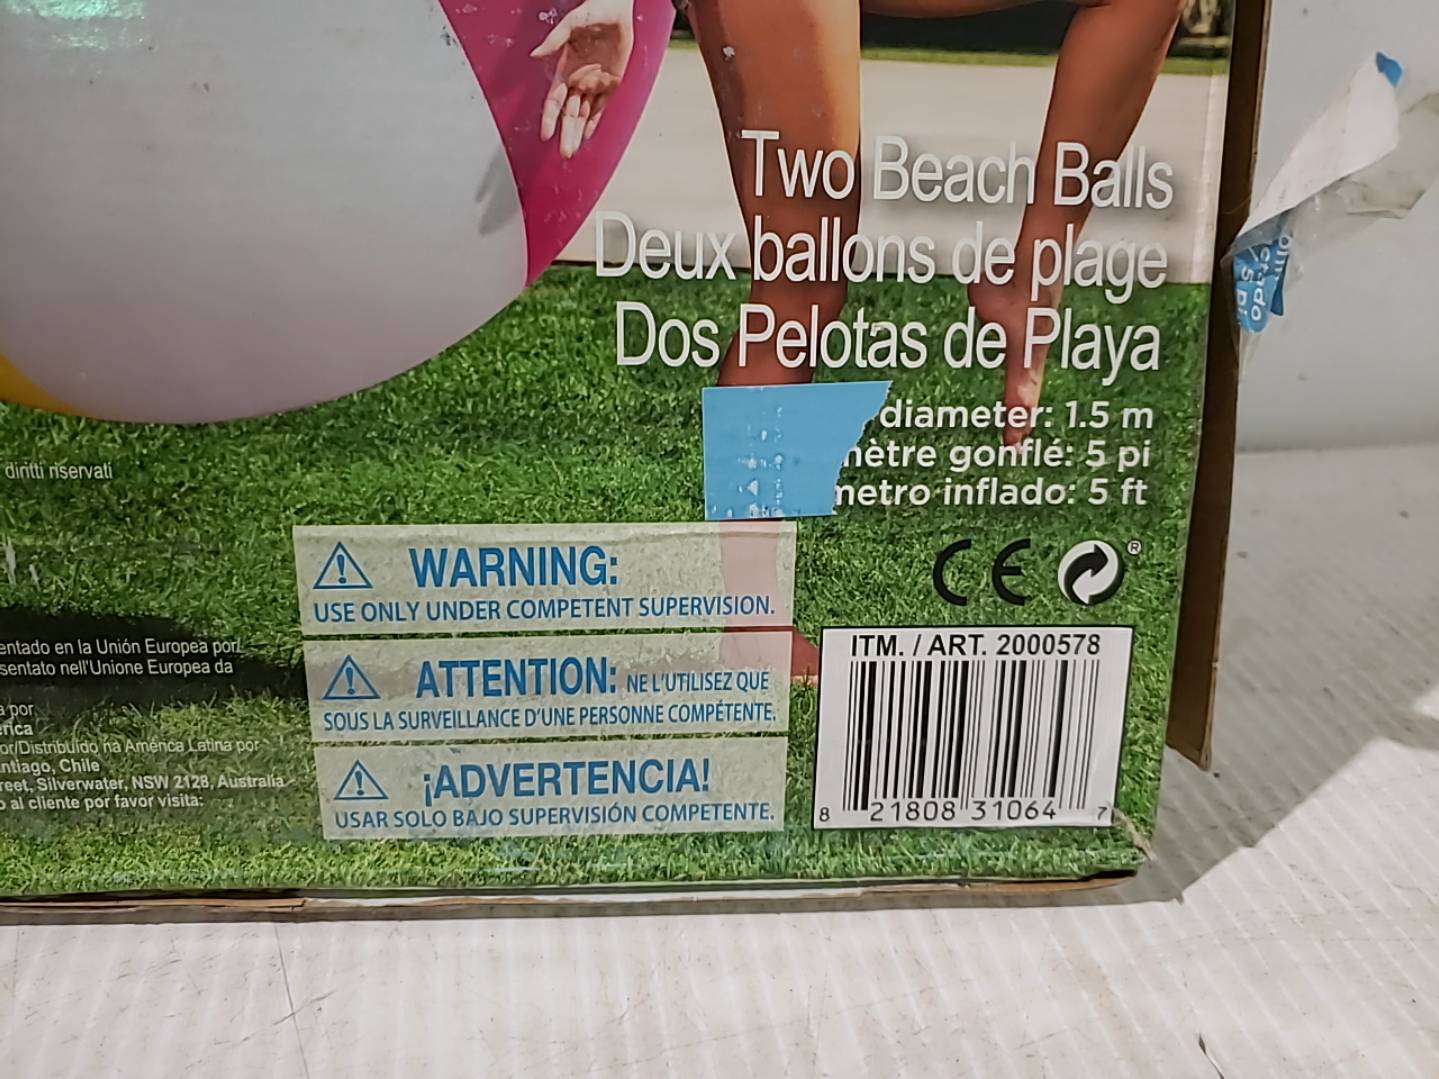 Two Beach Balls
Deux ballons de plage
Dos Pelotas de Playa
diameter: 1.5 m
mètre gonflé: 5 pi
metro inflado: 5 ft
diritti riservati
WARNING:
USE ONLY UNDER COMPETENT SUPERVISION.
CE ®
ATTENTION: NE L'UTILISEZ QUE
SOUS LA SURVEILLANCE D'UNE PERSONNE COMPÉTENTE.
¡ADVERTENCIA!
USAR SOLO BAJO SUPERVISIÓN COMPETENTE.
entado en la Unión Europea por/
sentato nell'Unione Europea da
a por
erica
or/Distribuído na América Latina por
ntiago, Chile
reet, Silverwater, NSW 2128, Australia
o al cliente por favor visita:
ITM. / ART. 2000578
8 21808 31064 7